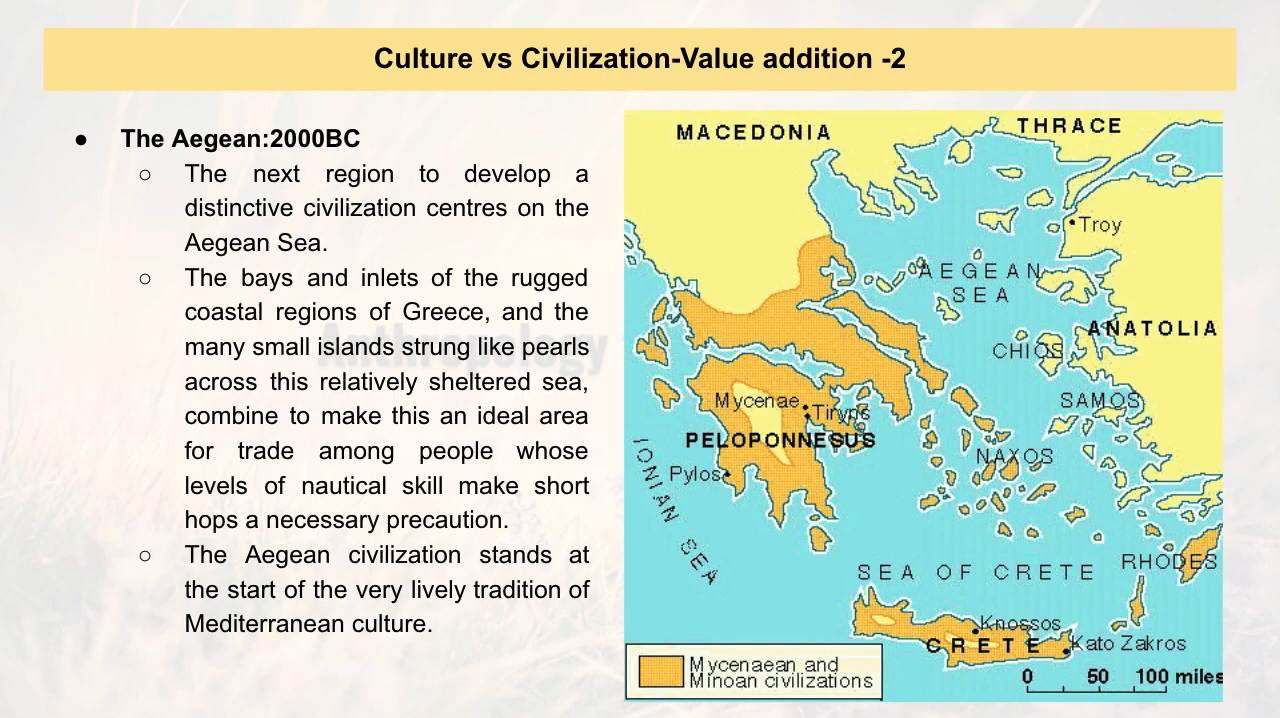 Culture vs Civilization-Value addition -2
● The Aegean:2000BC
○ The next region to develop a
distinctive civilization centres on the
Aegean Sea.
○ The bays and inlets of the rugged
coastal regions of Greece, and the
many small islands strung like pearls
across this relatively sheltered sea,
combine to make this an ideal area
for trade among people whose
levels of nautical skill make short
hops a necessary precaution.
○ The Aegean civilization stands at
the start of the very lively tradition of
Mediterranean culture.
Anthropology
MACEDONIA
THRACE
Troy
AEGEAN
SEA
ANATOLIA
CHIOS
Mycenae
Tiryns
SAMOS
PELOPONNESUS
NAXOS
Pylos
IONIAN SEA
RHODES
SEA OF CRETE
Knossos
CRETE
Kato Zakros
Mycenaean and
Minoan civilizations
0 50 100 miles